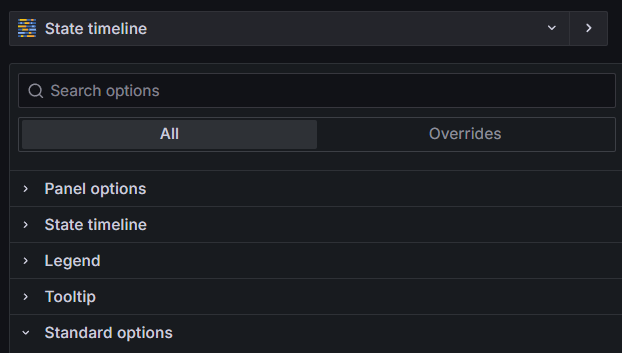 State timeline
Search options
All Overrides
Panel options
State timeline
Legend
Tooltip
Standard options